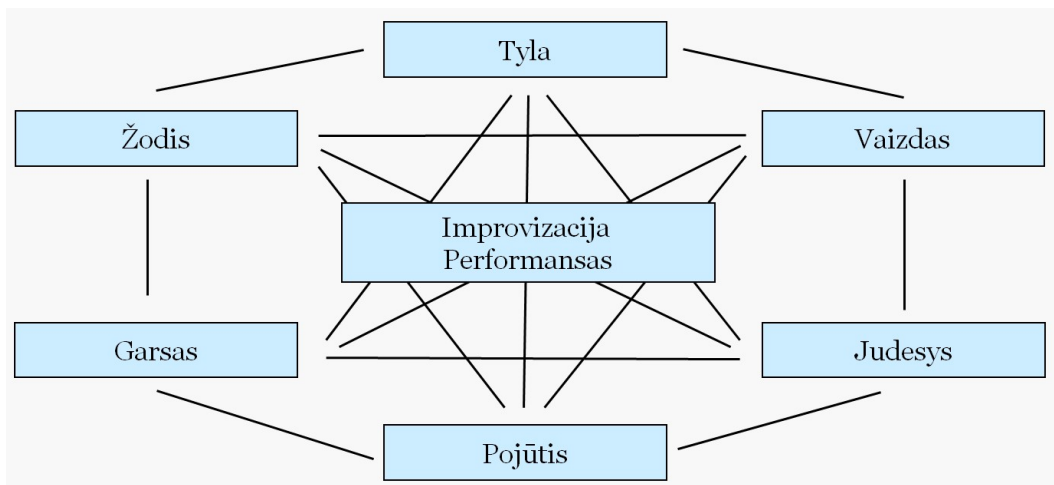 Tyla
Žodis
Vaizdas
Improvizacija
Performansas
Garsas
Judesys
Pojūtis